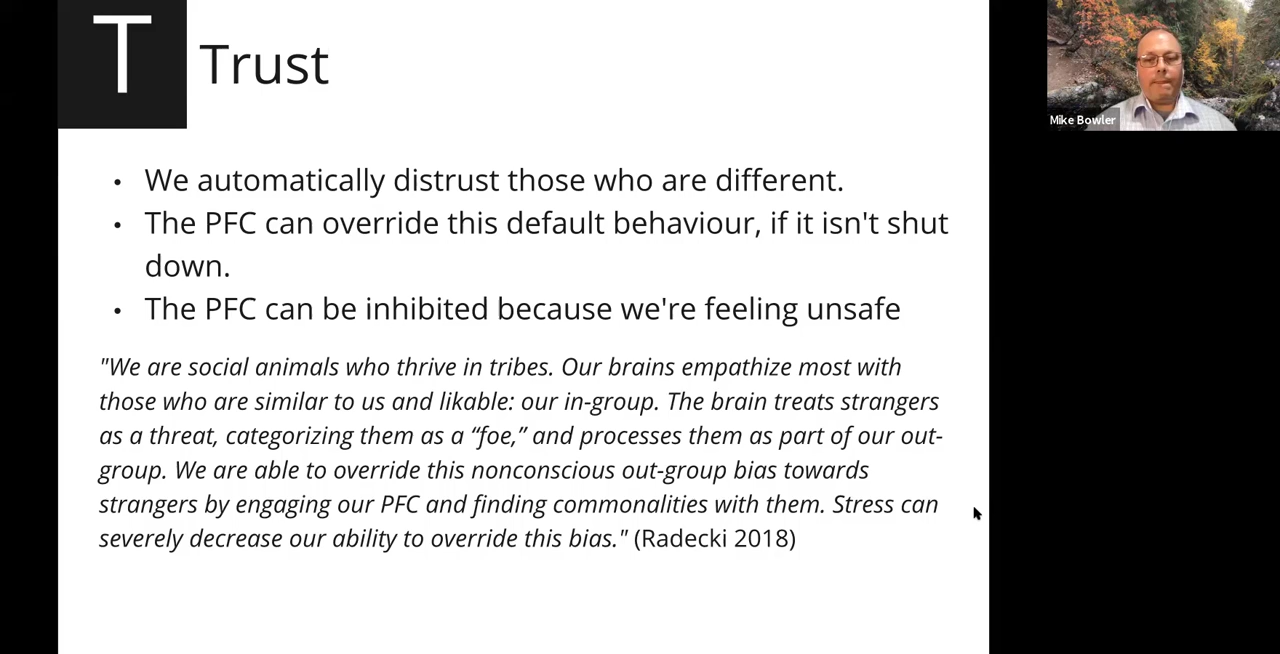 T
Trust
• We automatically distrust those who are different.
• The PFC can override this default behaviour, if it isn't shut
down.
• The PFC can be inhibited because we're feeling unsafe
"We are social animals who thrive in tribes. Our brains empathize most with
those who are similar to us and likable: our in-group. The brain treats strangers
as a threat, categorizing them as a “foe,” and processes them as part of our out-
group. We are able to override this nonconscious out-group bias towards
strangers by engaging our PFC and finding commonalities with them. Stress can
severely decrease our ability to override this bias." (Radecki 2018)
Mike Bowler